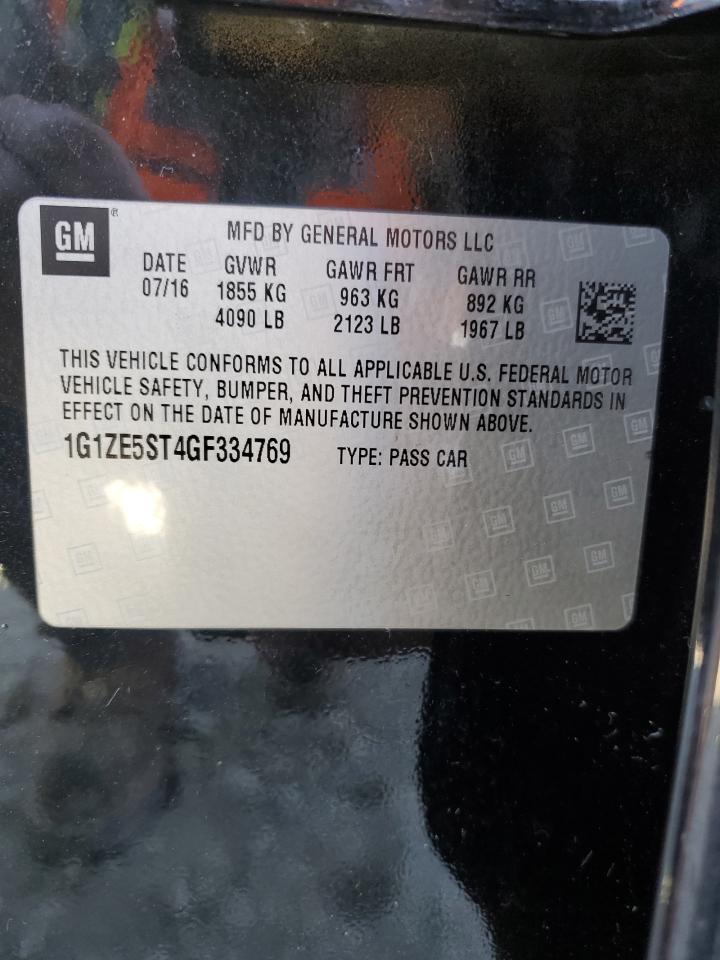 GM®
MFD BY GENERAL MOTORS LLC
DATE GVWR GAWR FRT GAWR RR
07/16 1855 KG 963 KG 892 KG
4090 LB 2123 LB 1967 LB
THIS VEHICLE CONFORMS TO ALL APPLICABLE U.S. FEDERAL MOTOR
VEHICLE SAFETY, BUMPER, AND THEFT PREVENTION STANDARDS IN
EFFECT ON THE DATE OF MANUFACTURE SHOWN ABOVE.
1G1ZE5ST4GF334769 TYPE: PASS CAR